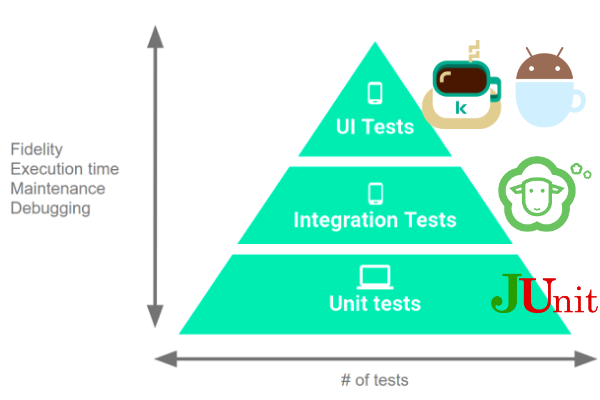 UI Tests
k
Fidelity
Execution time
Maintenance
Debugging
Integration Tests
Unit tests
JUnit
# of tests